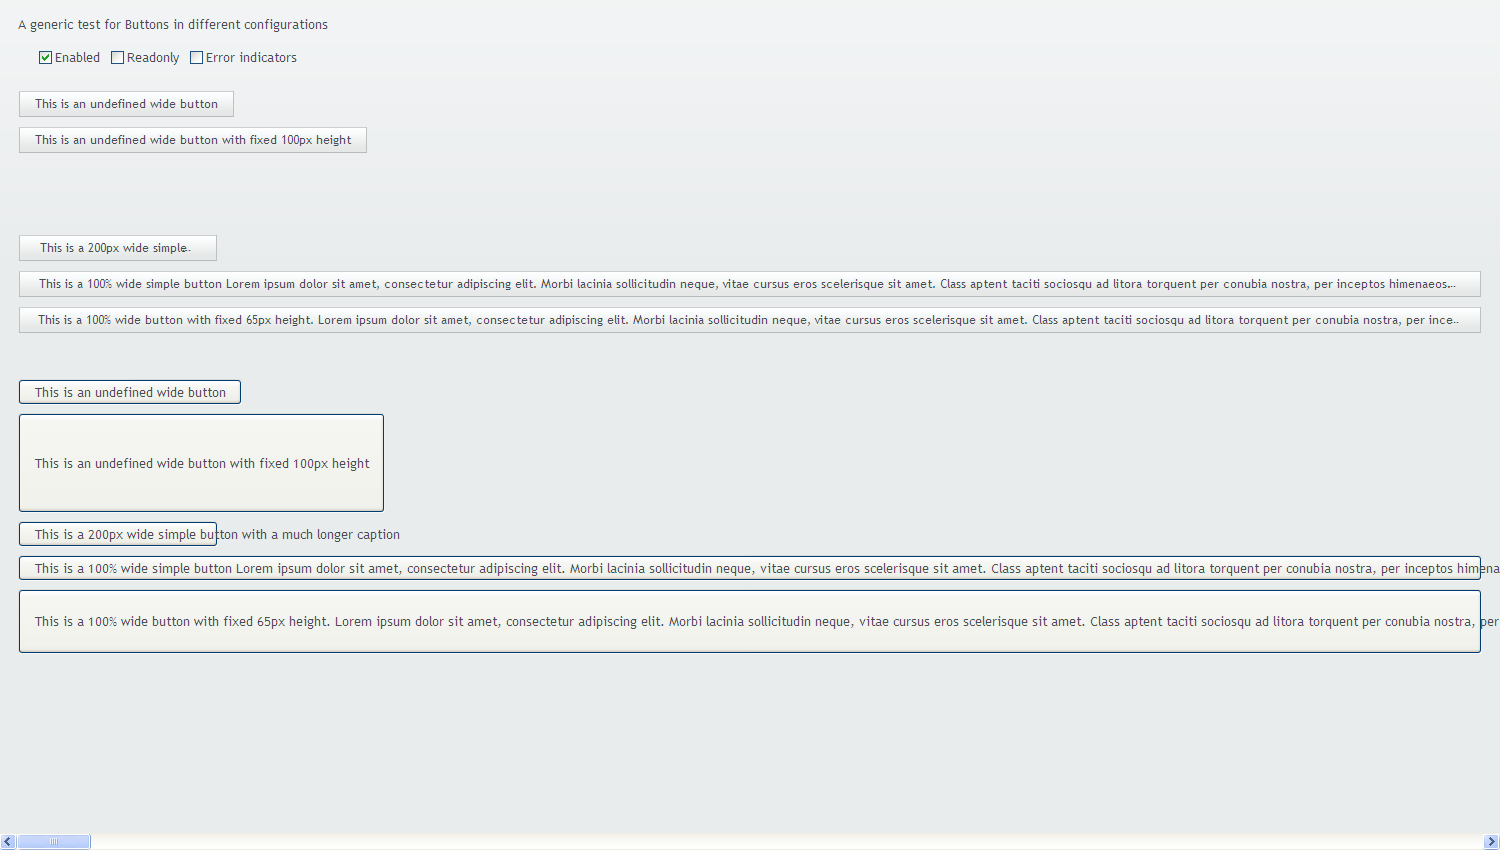 A generic test for Buttons in different configurations
Enabled Readonly Error indicators
This is an undefined wide button
This is an undefined wide button with fixed 100px height
This is a 200px wide simple..
This is a 100% wide simple button Lorem ipsum dolor sit amet, consectetur adipiscing elit. Morbi lacinia sollicitudin neque, vitae cursus eros scelerisque sit amet. Class aptent taciti sociosqu ad litora torquent per conubia nostra, per inceptos himenaeos...
This is a 100% wide button with fixed 65px height. Lorem ipsum dolor sit amet, consectetur adipiscing elit. Morbi lacinia sollicitudin neque, vitae cursus eros scelerisque sit amet. Class aptent taciti sociosqu ad litora torquent per conubia nostra, per ince..
This is an undefined wide button
This is an undefined wide button with fixed 100px height
This is a 200px wide simple button with a much longer caption
This is a 100% wide simple button Lorem ipsum dolor sit amet, consectetur adipiscing elit. Morbi lacinia sollicitudin neque, vitae cursus eros scelerisque sit amet. Class aptent taciti sociosqu ad litora torquent per conubia nostra, per inceptos himena
This is a 100% wide button with fixed 65px height. Lorem ipsum dolor sit amet, consectetur adipiscing elit. Morbi lacinia sollicitudin neque, vitae cursus eros scelerisque sit amet. Class aptent taciti sociosqu ad litora torquent per conubia nostra, per